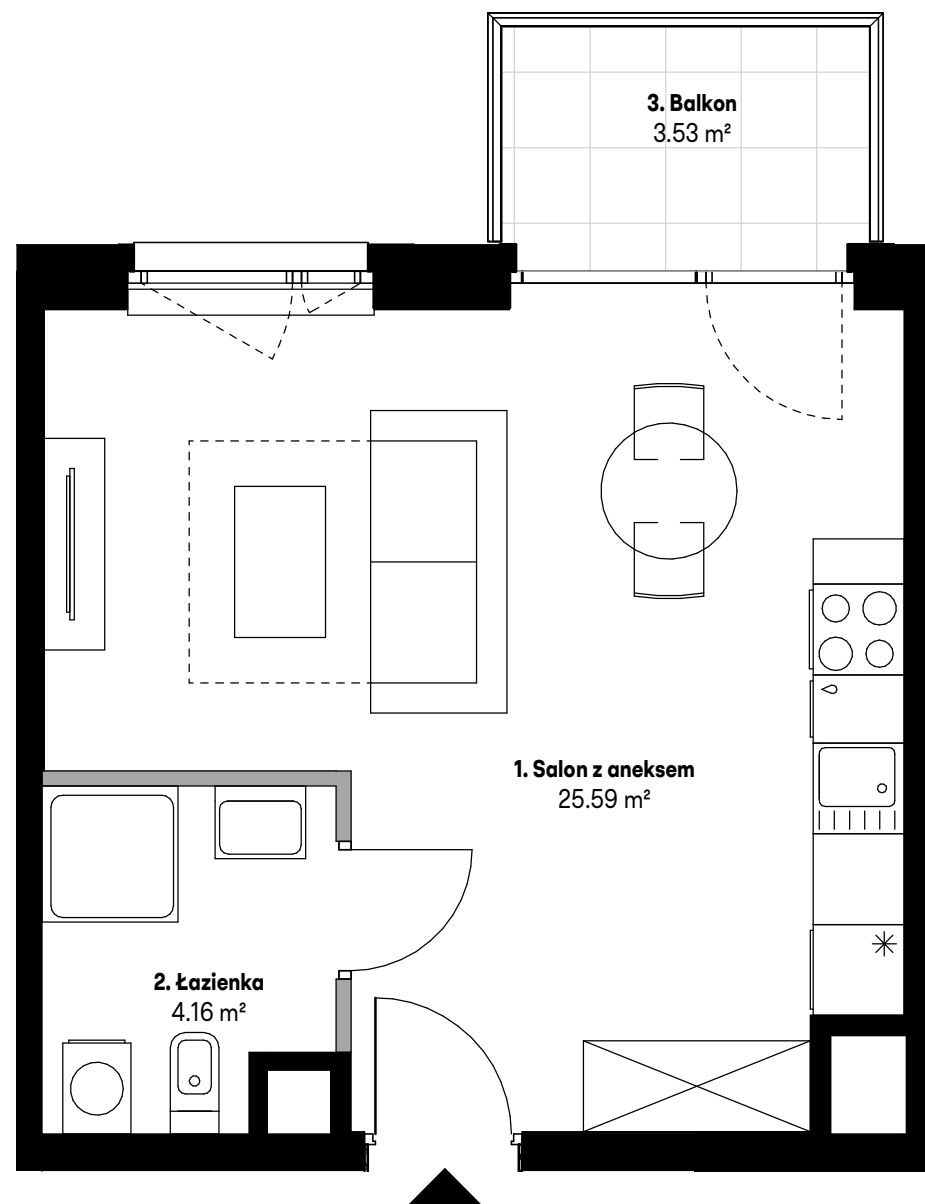 3. Balkon
3.53 m²
1. Salon z aneksem
25.59 m²
2. Łazienka
4.16 m²